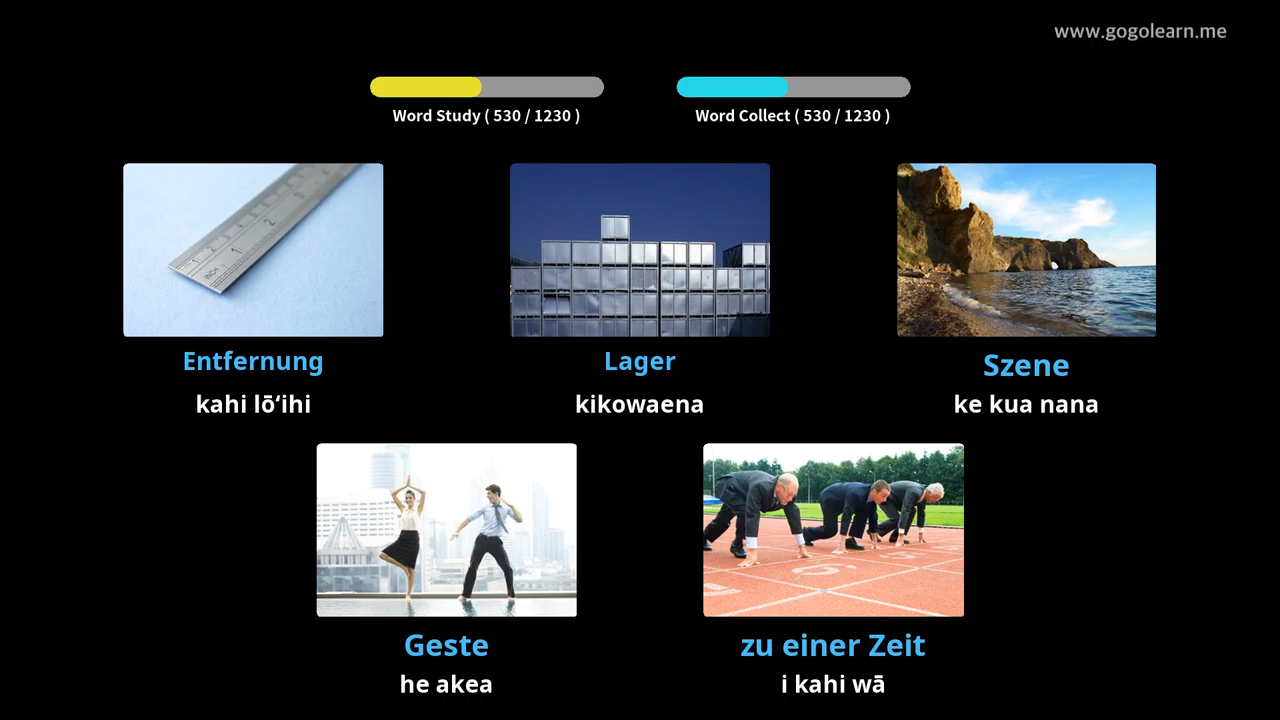 www.gogolearn.me
Word Study ( 530 / 1230 )
Word Collect ( 530 / 1230 )
Entfernung
Lager
Szene
kahi lōʻihi
kikowaena
ke kua nana
Geste
zu einer Zeit
he akea
i kahi wā